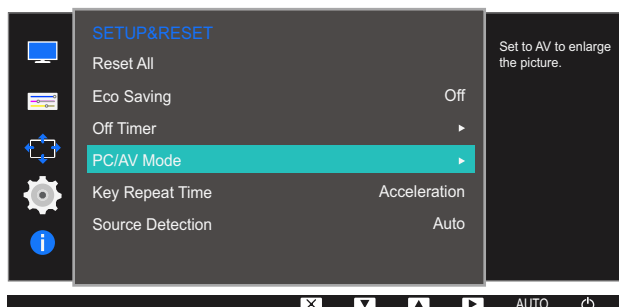 SETUP&RESET
Reset All
Eco Saving Off
Off Timer
PC/AV Mode
Key Repeat Time Acceleration
Source Detection Auto
Set to AV to enlarge
the picture.
AUTO